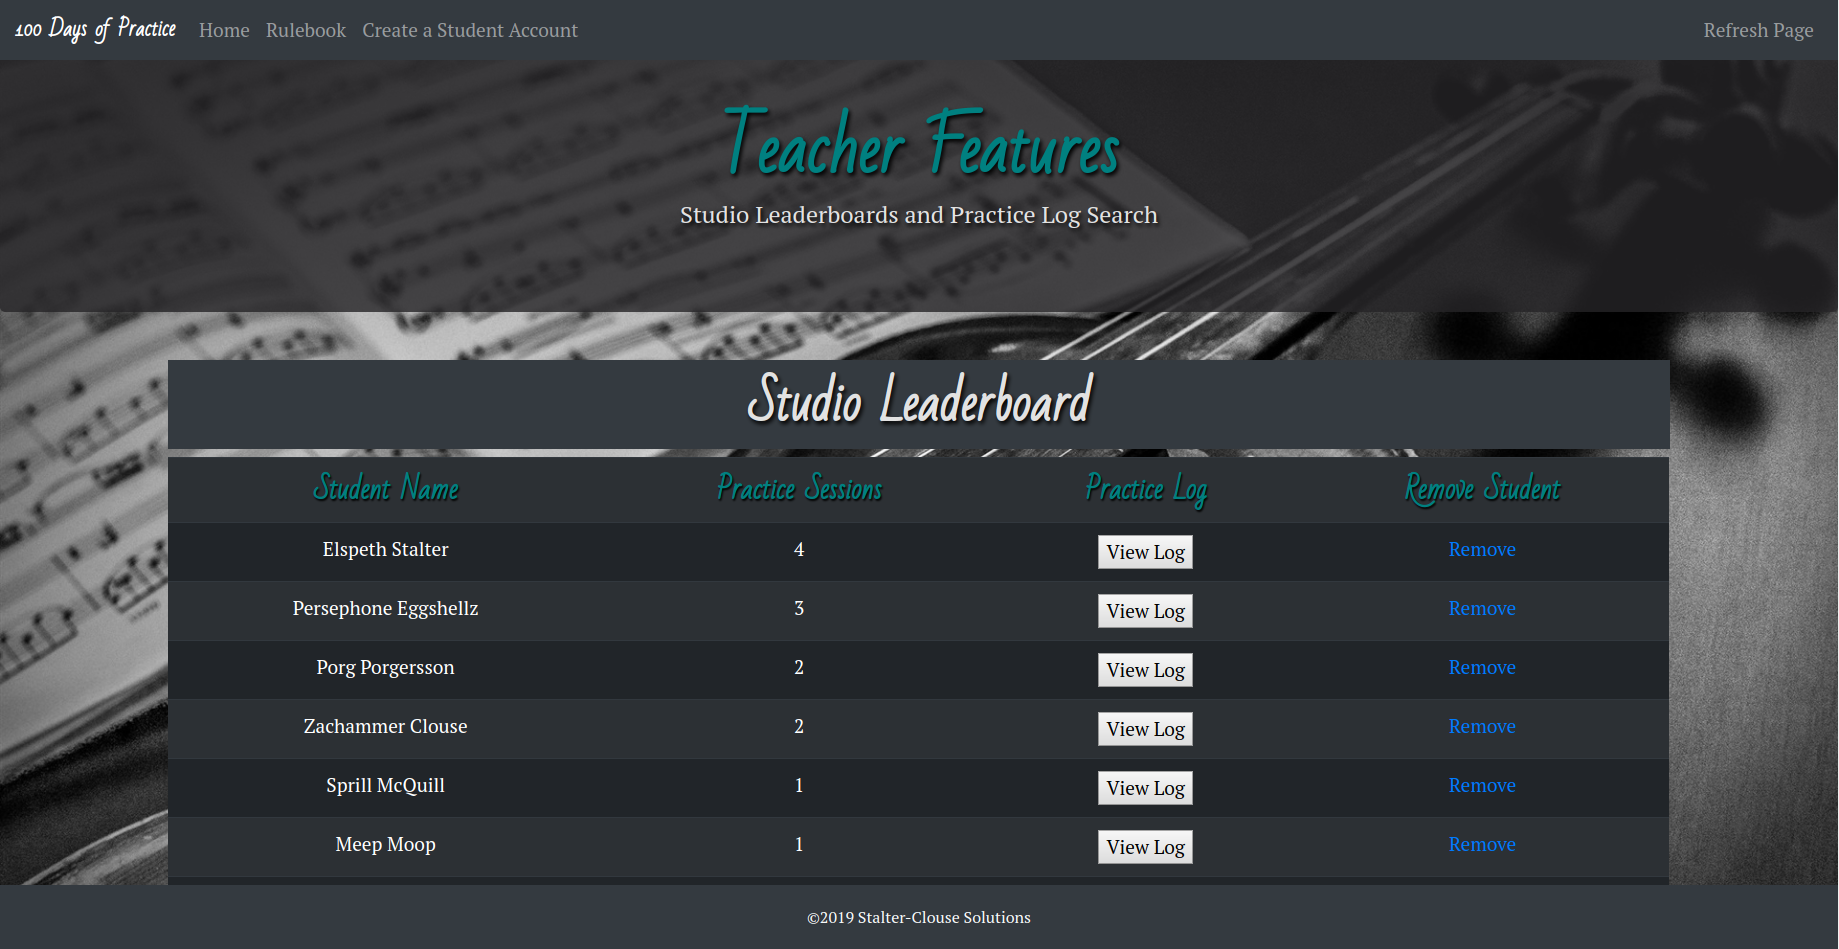 100 Days of Practice Home Rulebook Create a Student Account Refresh Page
Teacher Features
Studio Leaderboards and Practice Log Search
Studio Leaderboard
Student Name Practice Sessions Practice Log Remove Student
Elspeth Stalter 4 View Log Remove
Persephone Eggshellz 3 View Log Remove
Porg Porgersson 2 View Log Remove
Zachammer Clouse 2 View Log Remove
Sprill McQuill 1 View Log Remove
Meep Moop 1 View Log Remove
©2019 Stalter-Clouse Solutions